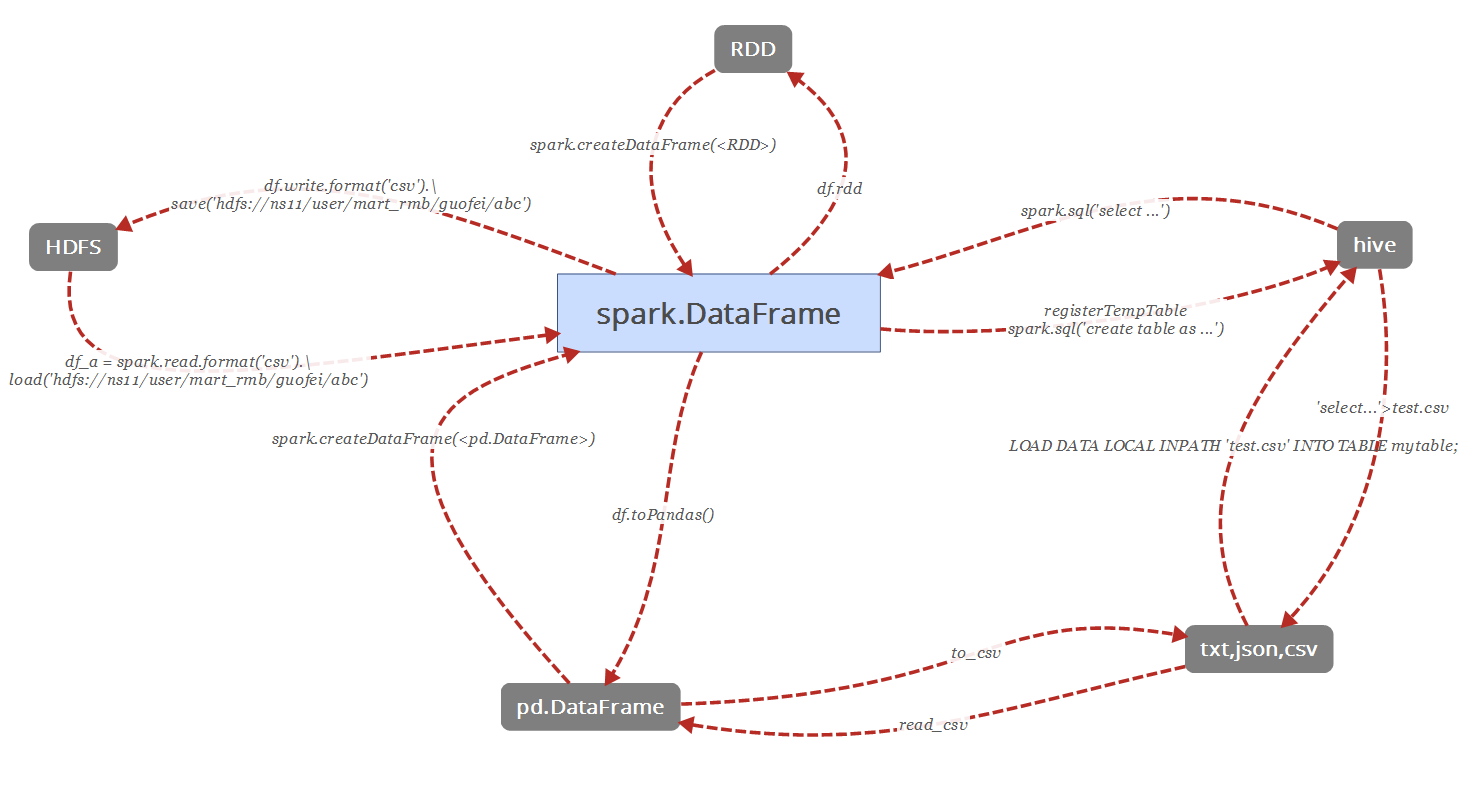 RDD
spark.createDataFrame(<RDD>)
df.rdd
df.write.format('csv').\
save('hdfs://ns11/user/mart_rmb/guofei/abc')
spark.sql('select ...')
HDFS
hive
spark.DataFrame
registerTempTable
spark.sql('create table as ...')
df_a = spark.read.format('csv').\
load('hdfs://ns11/user/mart_rmb/guofei/abc')
'select...'>test.csv
spark.createDataFrame(<pd.DataFrame>)
LOAD DATA LOCAL INPATH 'test.csv' INTO TABLE mytable;
df.toPandas()
to_csv
txt,json,csv
pd.DataFrame
read_csv